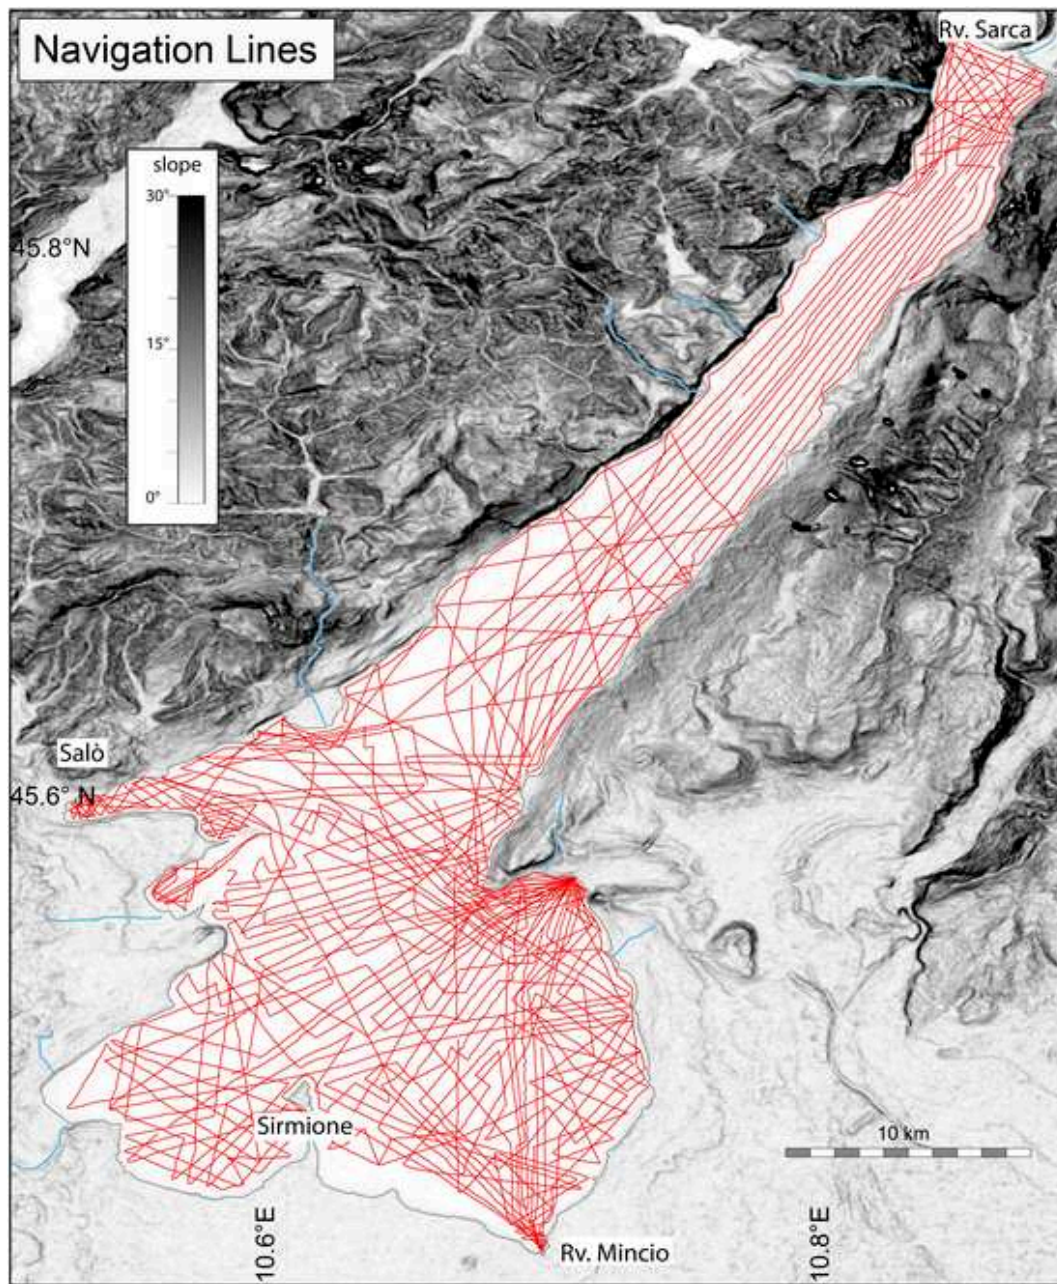 Navigation Lines
Rv. Sarca
slope
30°
45.8°N
15°
0°
Salò
45.6° N
10 km
Sirmione
10.6°E
10.8°E
Rv. Mincio